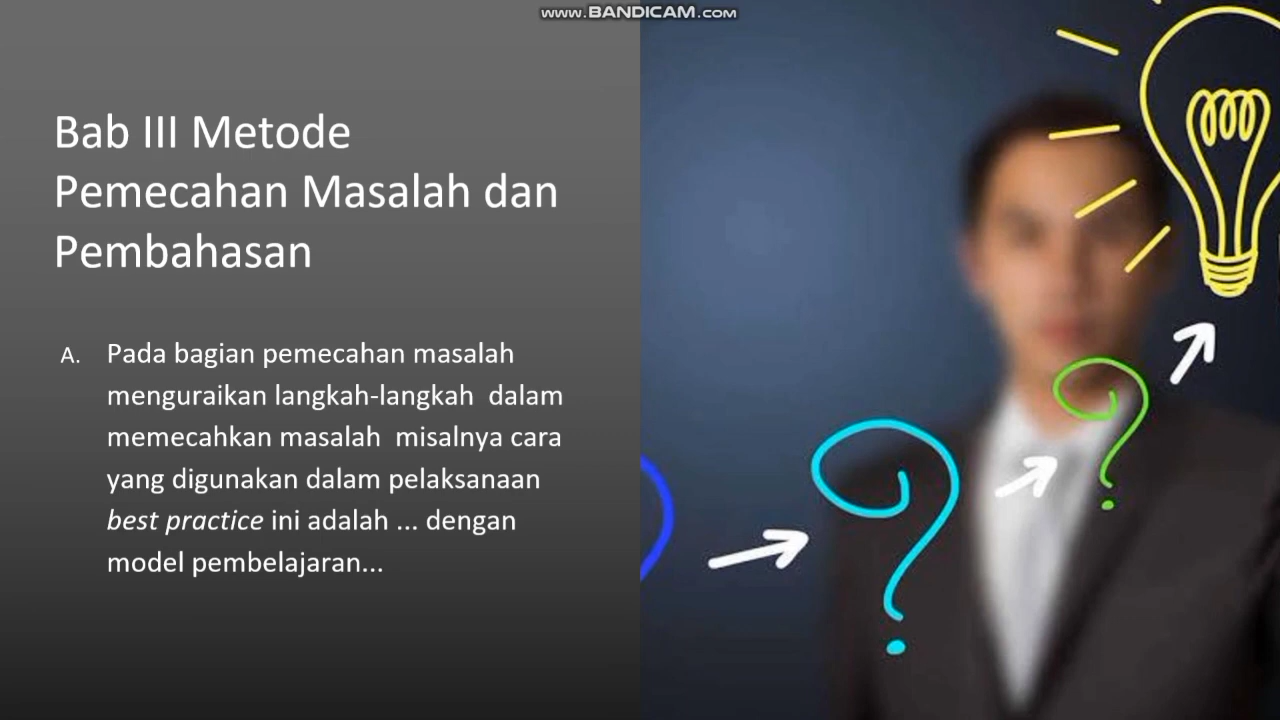 www.BANDICAM.com
Bab III Metode
Pemecahan Masalah dan
Pembahasan
A. Pada bagian pemecahan masalah
menguraikan langkah-langkah dalam
memecahkan masalah misalnya cara
yang digunakan dalam pelaksanaan
best practice ini adalah ... dengan
model pembelajaran...
? ?